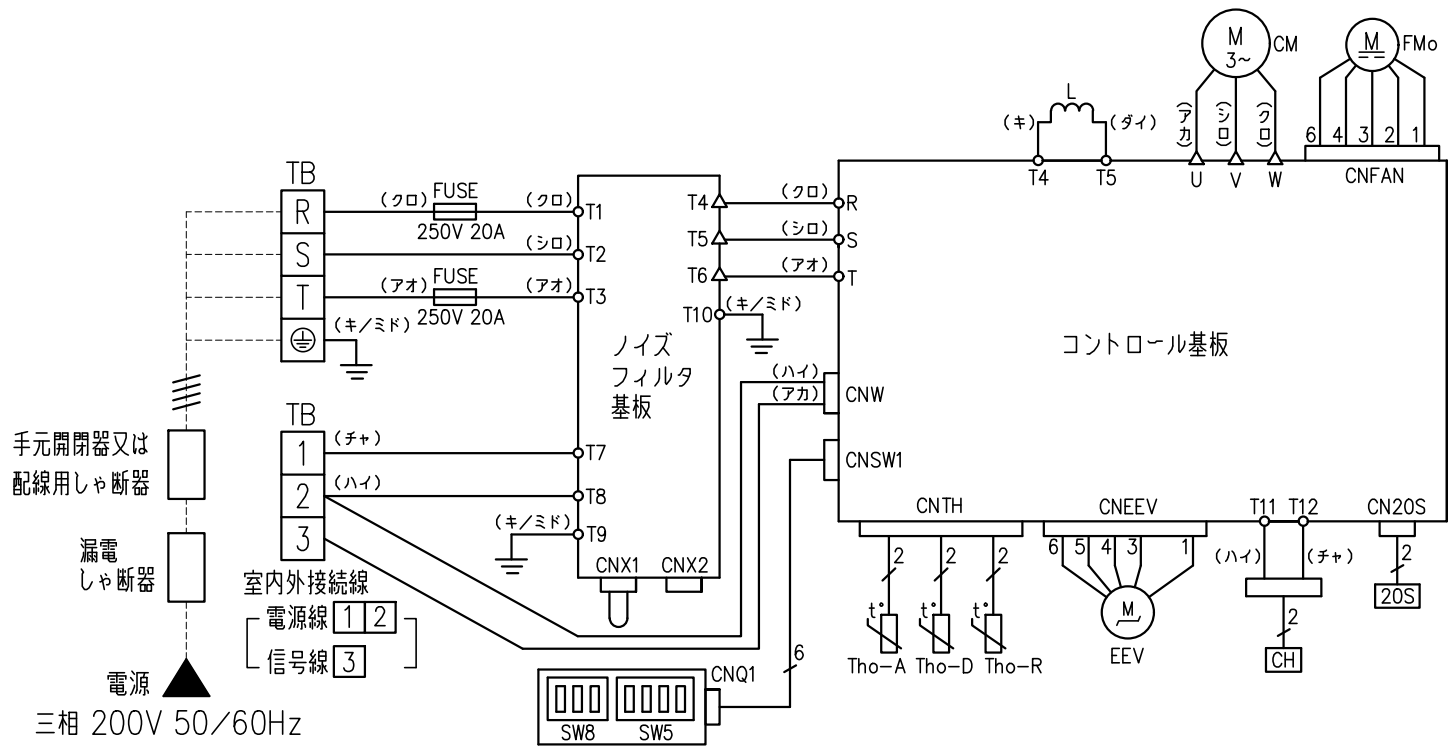 M
3~
CM
M
FMo
L
(キ)
(ダイ)
(アカ)
(シロ)
(クロ)
6 4 3 2 1
T4 T5 U V W CNFAN
TB
R
S
T
(クロ) FUSE (クロ)
250V 20A
(シロ)
(アオ) FUSE (アオ)
250V 20A
(キ/ミド)
T1
T2
T3
T4
T5
T6
T10
(クロ)
(シロ)
(アオ)
(キ/ミド)
R
S
T
ノイズ
フィルタ
基板
コントロール基板
(ハイ)
(アカ)
CNW
CNSW1
手元開閉器又は
配線用しゃ断器
漏電
しゃ断器
電源
三相 200V 50/60Hz
TB
1
2
3
(チャ)
(ハイ)
(キ/ミド)
T7
T8
T9
CNX1 CNX2
室内外接続線
電源線 1 2
信号線 3
CNTH CNEEV T11 T12 CN20S
2 2 2
t° t° t°
Tho-A Tho-D Tho-R
6 5 4 3 1
M
EEV
(ハイ) (チャ)
2
CH
2
20S
6
CNQ1
SW8 SW5